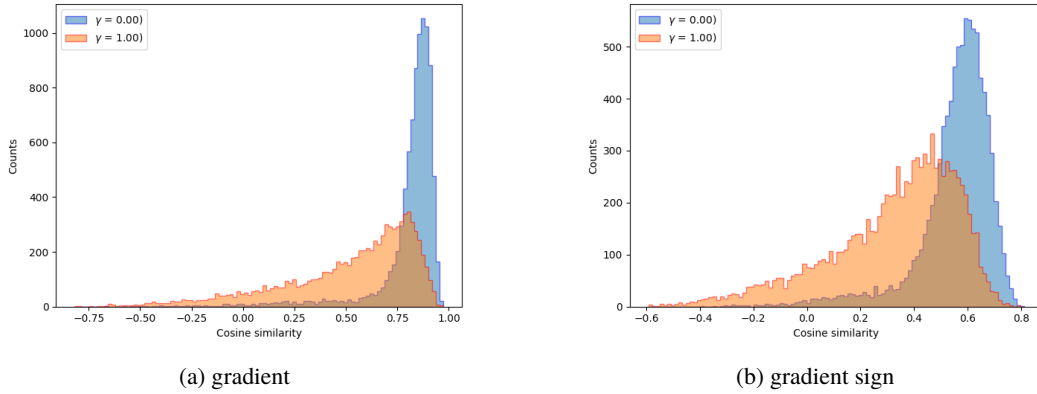 γ = 0.00)
γ = 1.00)
Counts
1000
800
600
400
200
0
−0.75
−0.50
−0.25
0.00
0.25
0.50
0.75
1.00
Cosine similarity
(a) gradient
γ = 0.00)
γ = 1.00)
Counts
500
400
300
200
100
0
−0.6
−0.4
−0.2
0.0
0.2
0.4
0.6
0.8
Cosine similarity
(b) gradient sign